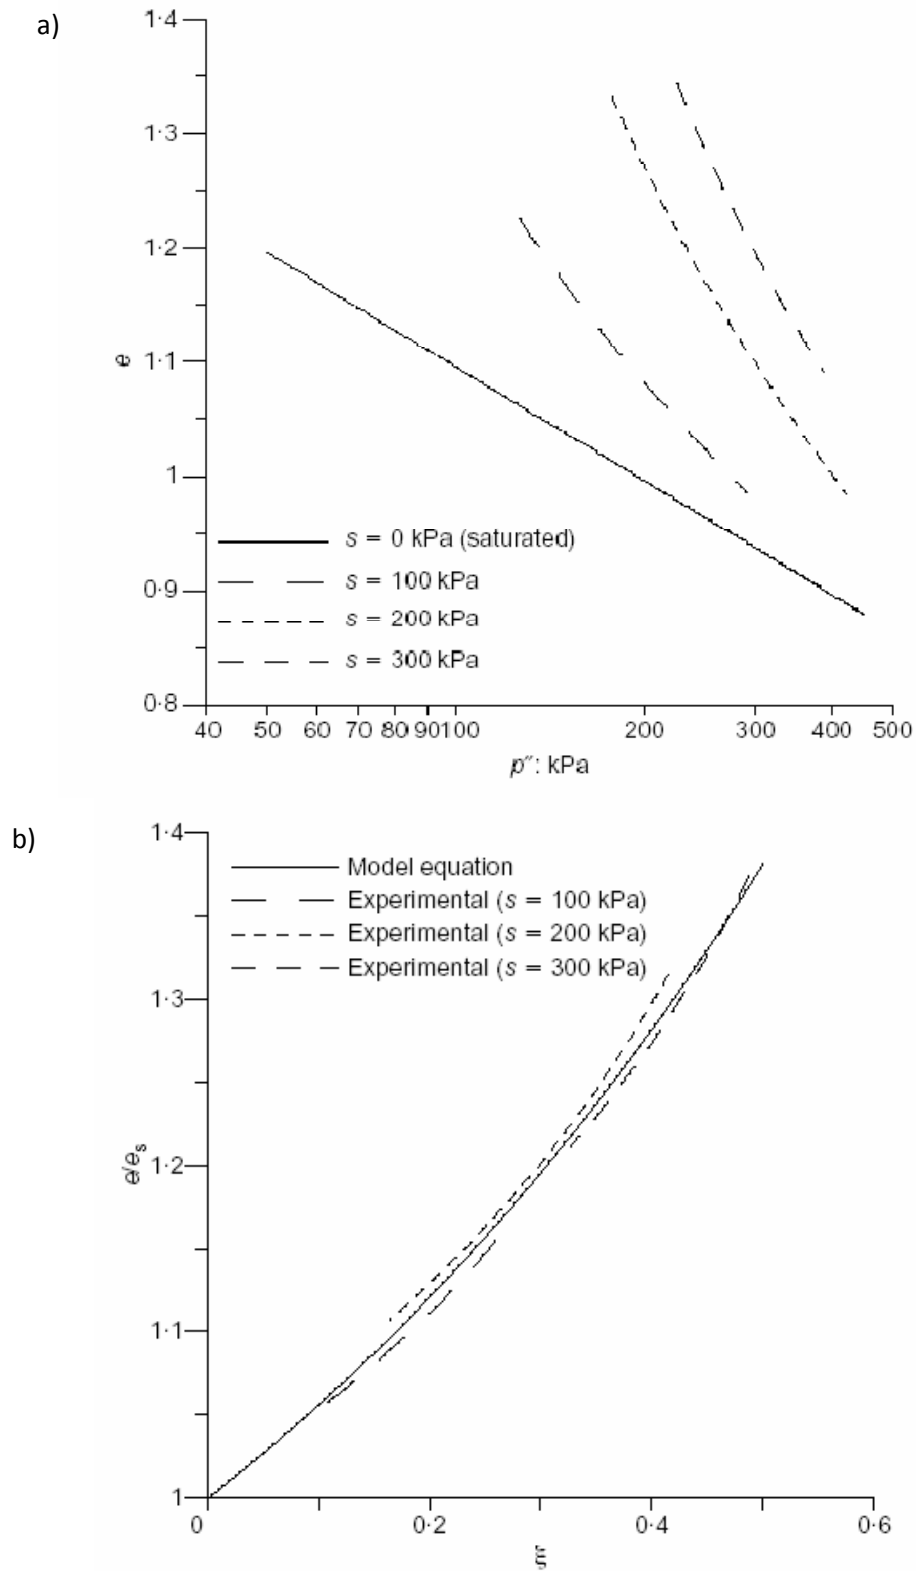 a)
1·4
1·3
1·2
1·1
1
0·9
0·8
e
s = 0 kPa (saturated)
s = 100 kPa
s = 200 kPa
s = 300 kPa
40 50 60 70 80 90 100 200 300 400 500
p″: kPa
b)
1·4
1·3
1·2
1·1
1
e/es
Model equation
Experimental (s = 100 kPa)
Experimental (s = 200 kPa)
Experimental (s = 300 kPa)
0 0·2 0·4 0·6
ξ